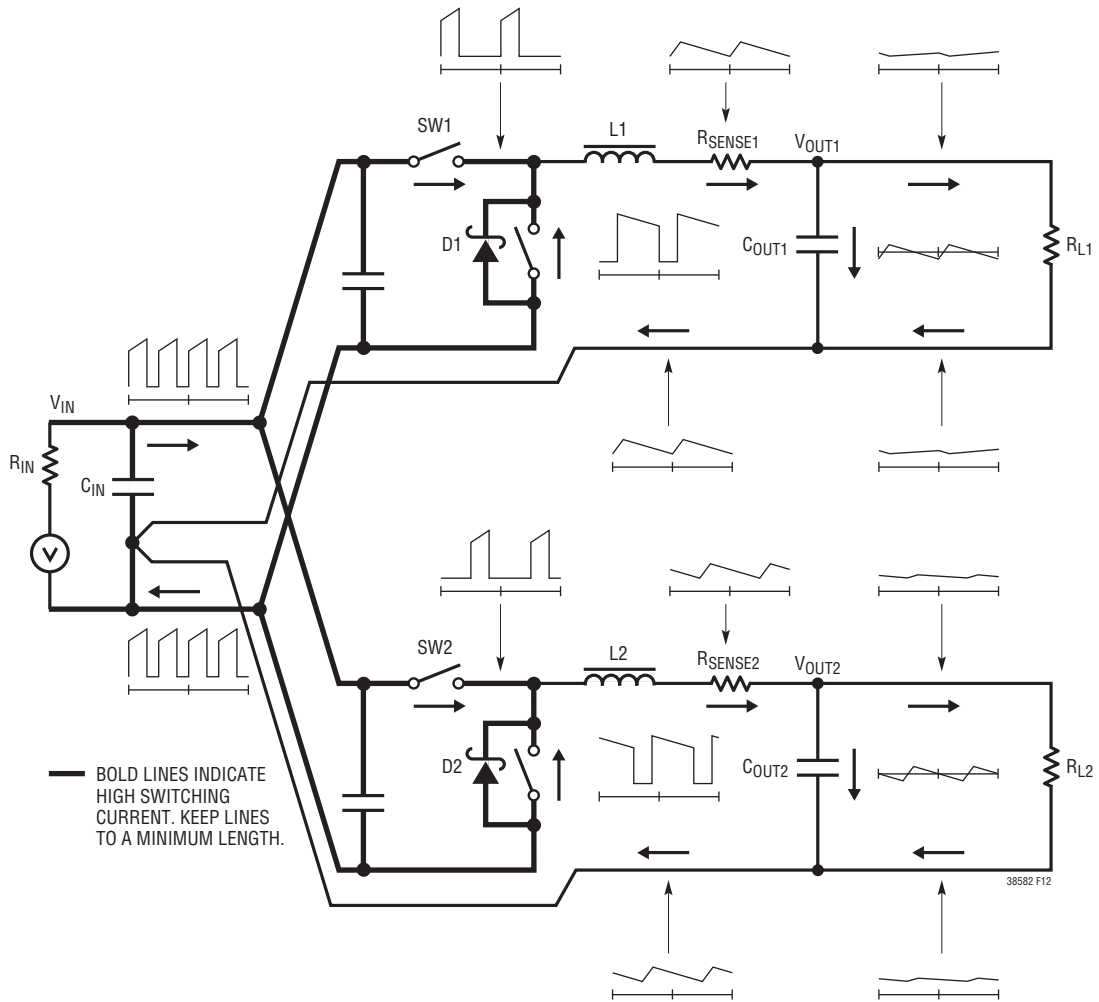 SW1
L1
RSENSE1
VOUT1
D1
COUT1
RL1
VIN
RIN
CIN
V
SW2
L2
RSENSE2
VOUT2
D2
COUT2
RL2
BOLD LINES INDICATE
HIGH SWITCHING
CURRENT. KEEP LINES
TO A MINIMUM LENGTH.
38582 F12